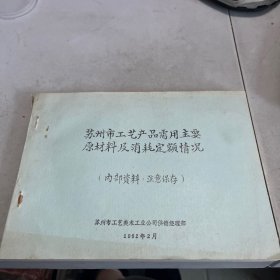 苏州市工艺产品需用主要
原材料及消耗定额情况
(内部资料·注意保存)
苏州市工艺美术工业公司供销经理部
1982年2月